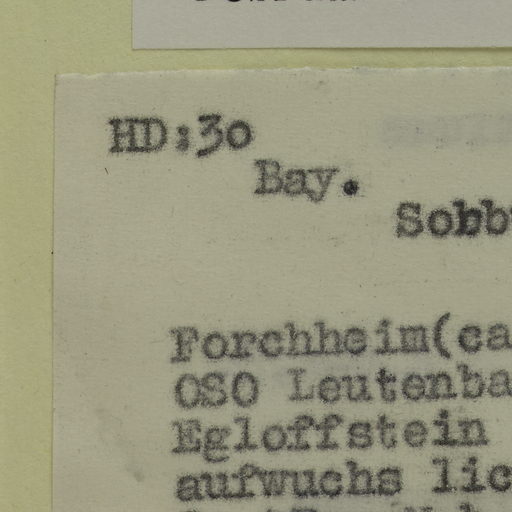 HD:30
Bay.
Sobb
Forchheim(ca
OSO Leutenba
Egloffstein
aufwuchs lic